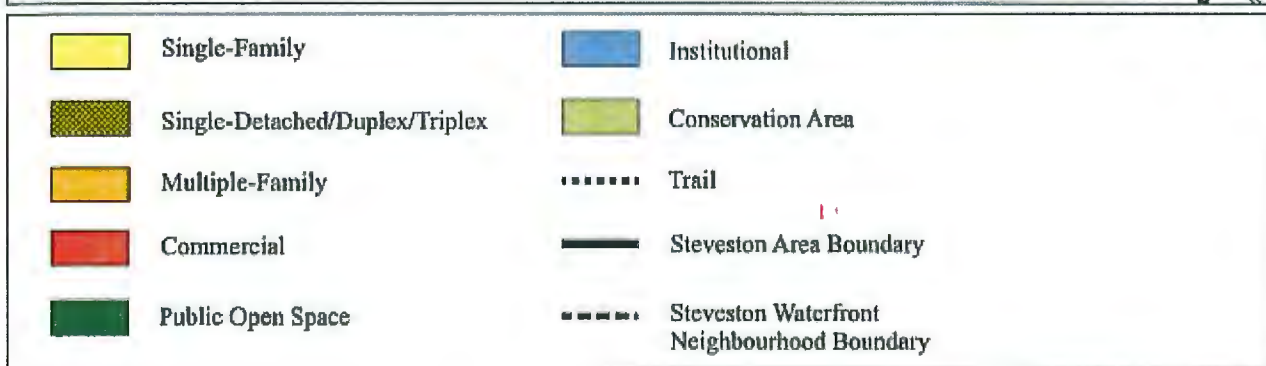 Single-Family
Single-Detached/Duplex/Triplex
Multiple-Family
Commercial
Public Open Space
Institutional
Conservation Area
Trail
Steveston Area Boundary
Steveston Waterfront
Neighbourhood Boundary